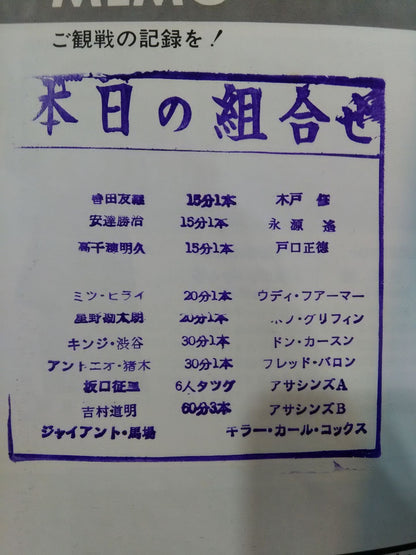 MEMO
ご観戦の記録を！
本日の組合せ
15分1本 木戸 修
安達勝治 15分1本 永源遙
高千穂明久 15分1本 戸口正徳
ミツ・ヒライ 20分1本 ウディ・フアーマー
星野勘太朗 20分1本 グリフィン
キンジ・渋谷 30分1本 ドン・カースン
アントニオ・猪木 30分1本 フレッド・バロン
坂口征二 6人タツグ アサシンズA
吉村道明 60分3本 アサシンズB
ジャイアント・馬場 キラー・カール・コックス